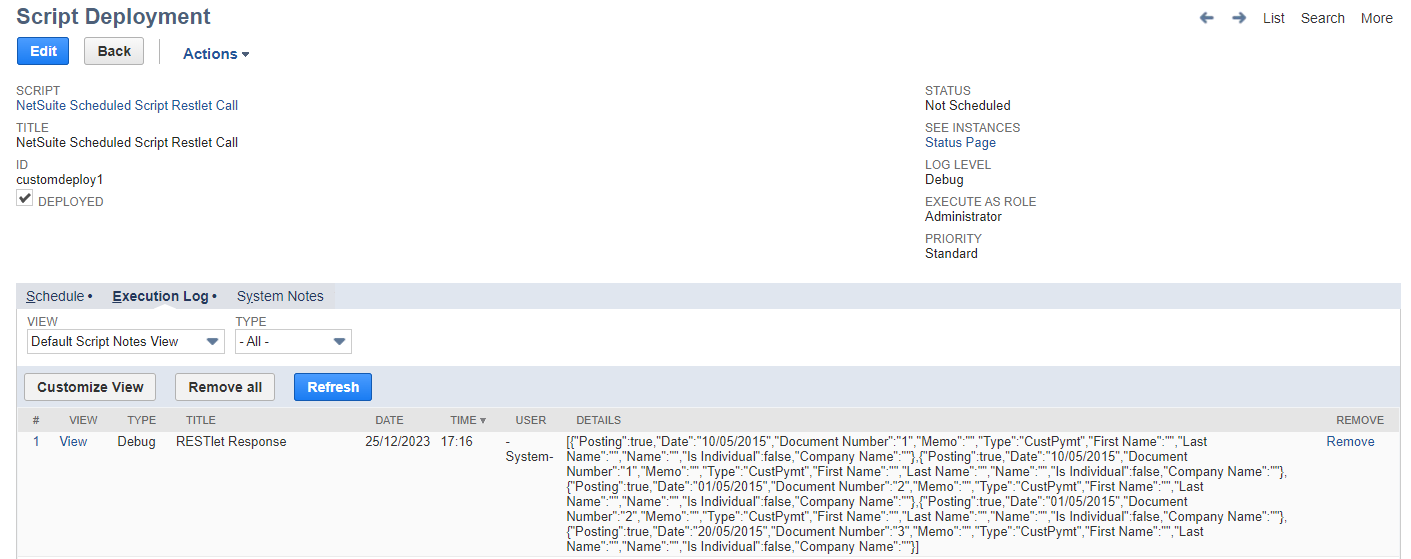 Script Deployment
List Search More
Edit Back Actions
SCRIPT
NetSuite Scheduled Script Restlet Call
TITLE
NetSuite Scheduled Script Restlet Call
ID
customdeploy1
DEPLOYED
STATUS
Not Scheduled
SEE INSTANCES
Status Page
LOG LEVEL
Debug
EXECUTE AS ROLE
Administrator
PRIORITY
Standard
Schedule • Execution Log • System Notes
VIEW TYPE
Default Script Notes View - All -
Customize View Remove all Refresh
# VIEW TYPE TITLE DATE TIME USER DETAILS REMOVE
1 View Debug RESTlet Response 25/12/2023 17:16 -System- [{"Posting":true,"Date":"10/05/2015","Document Number":"1","Memo":"","Type":"CustPymt","First Name":"","Last Remove
Name":"","Name":"","Is Individual":false,"Company Name":""},{"Posting":true,"Date":"10/05/2015","Document
Number":"1","Memo":"","Type":"CustPymt","First Name":"","Last Name":"","Name":"","Is Individual":false,"Company Name":""},
{"Posting":true,"Date":"01/05/2015","Document Number":"2","Memo":"","Type":"CustPymt","First Name":"","Last
Name":"","Name":"","Is Individual":false,"Company Name":""},{"Posting":true,"Date":"01/05/2015","Document
Number":"2","Memo":"","Type":"CustPymt","First Name":"","Last Name":"","Name":"","Is Individual":false,"Company Name":""},
{"Posting":true,"Date":"20/05/2015","Document Number":"3","Memo":"","Type":"CustPymt","First Name":"","Last
Name":"","Name":"","Is Individual":false,"Company Name":""}]